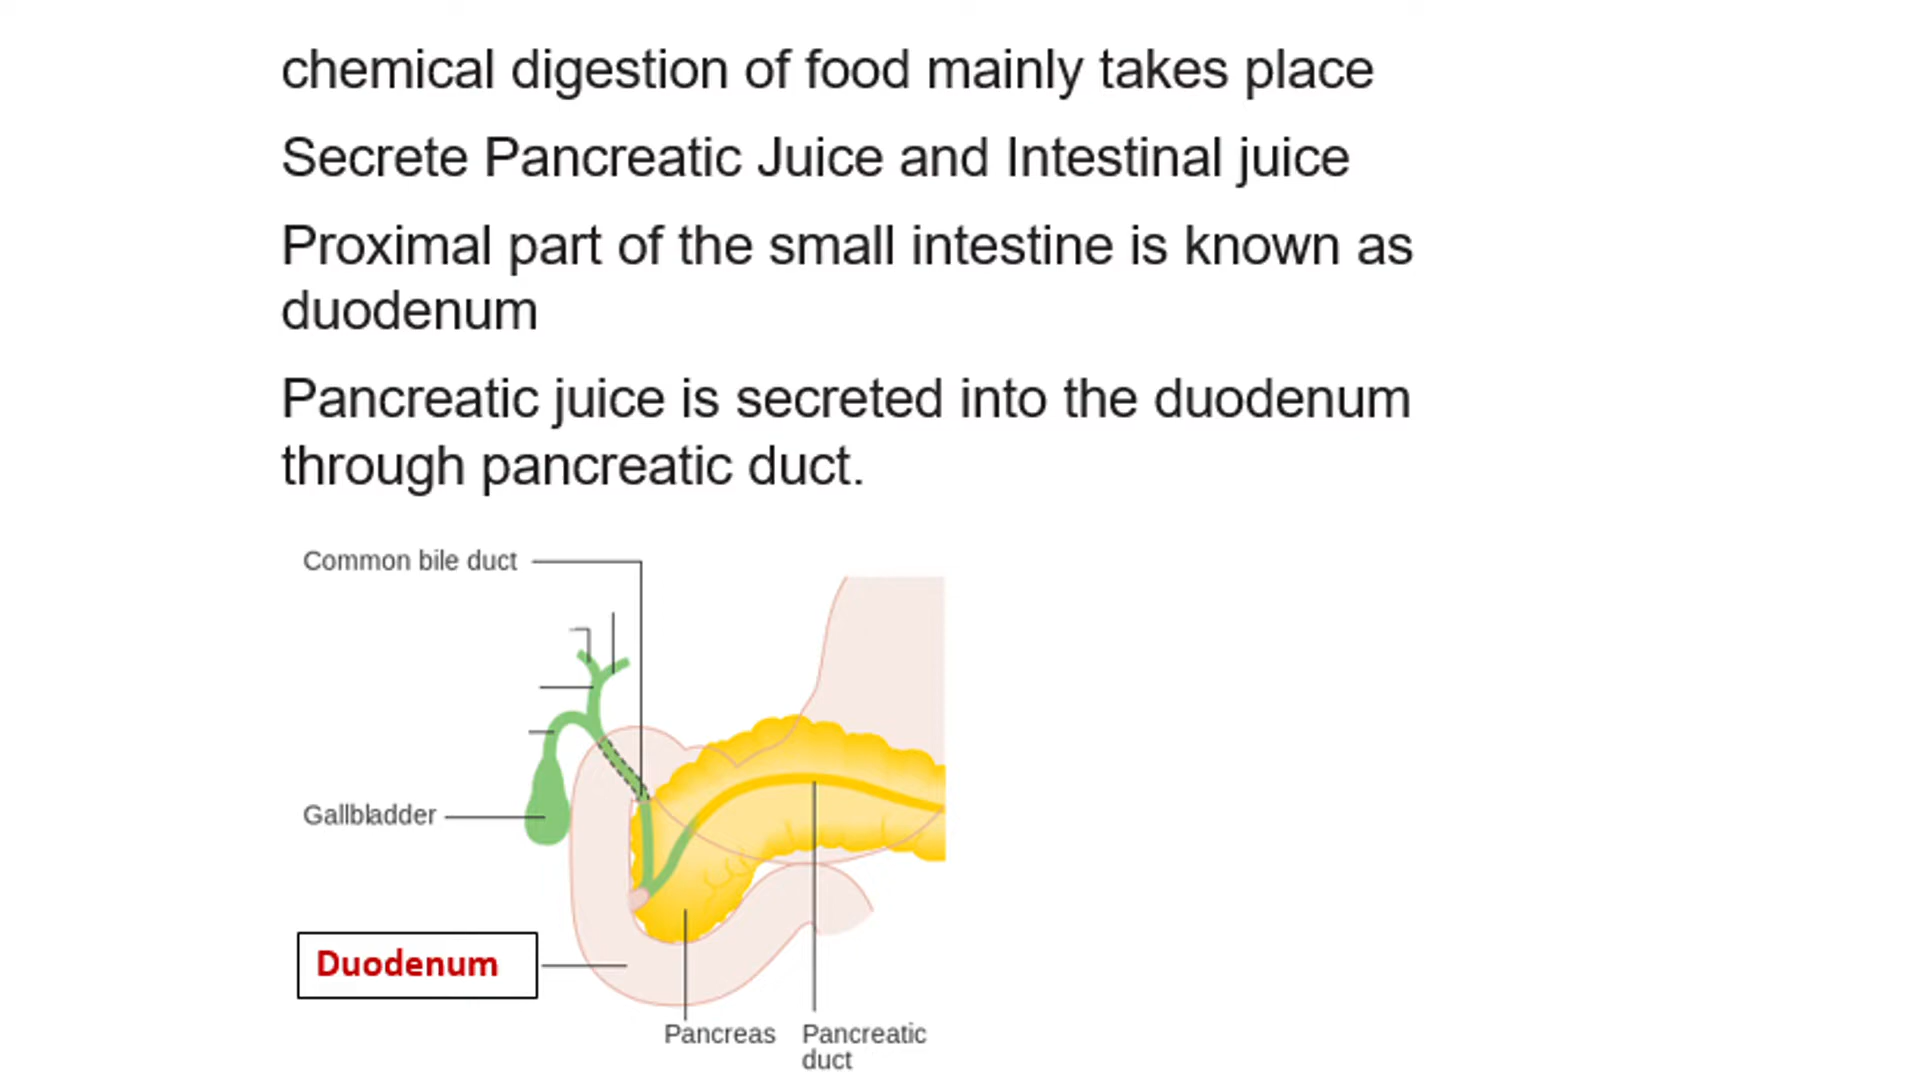 chemical digestion of food mainly takes place
Secrete Pancreatic Juice and Intestinal juice
Proximal part of the small intestine is known as
duodenum
Pancreatic juice is secreted into the duodenum
through pancreatic duct.
Common bile duct
Gallbladder
Duodenum
Pancreas
Pancreatic
duct